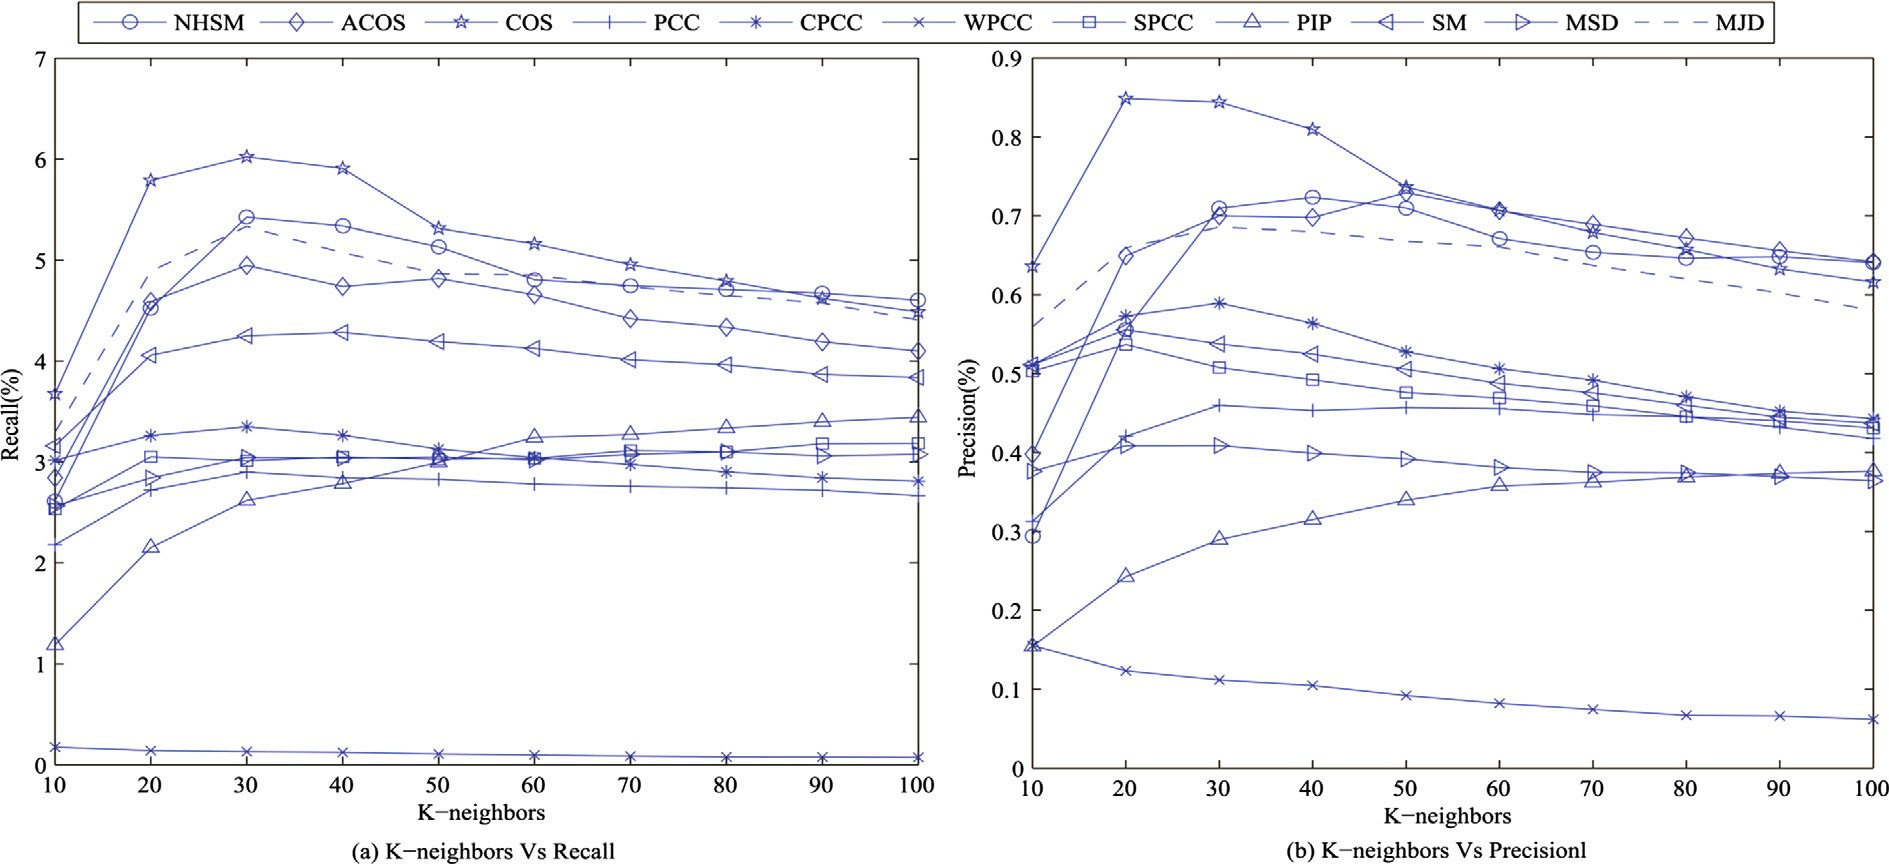 NHSM ACOS COS PCC CPCC WPCC SPCC PIP SM MSD MJD
7
6
5
4
3
2
1
0
Recall(%)
10 20 30 40 50 60 70 80 90 100
K−neighbors
(a) K−neighbors Vs Recall
0.9
0.8
0.7
0.6
0.5
0.4
0.3
0.2
0.1
0
Precision(%)
10 20 30 40 50 60 70 80 90 100
K−neighbors
(b) K−neighbors Vs Precisionl